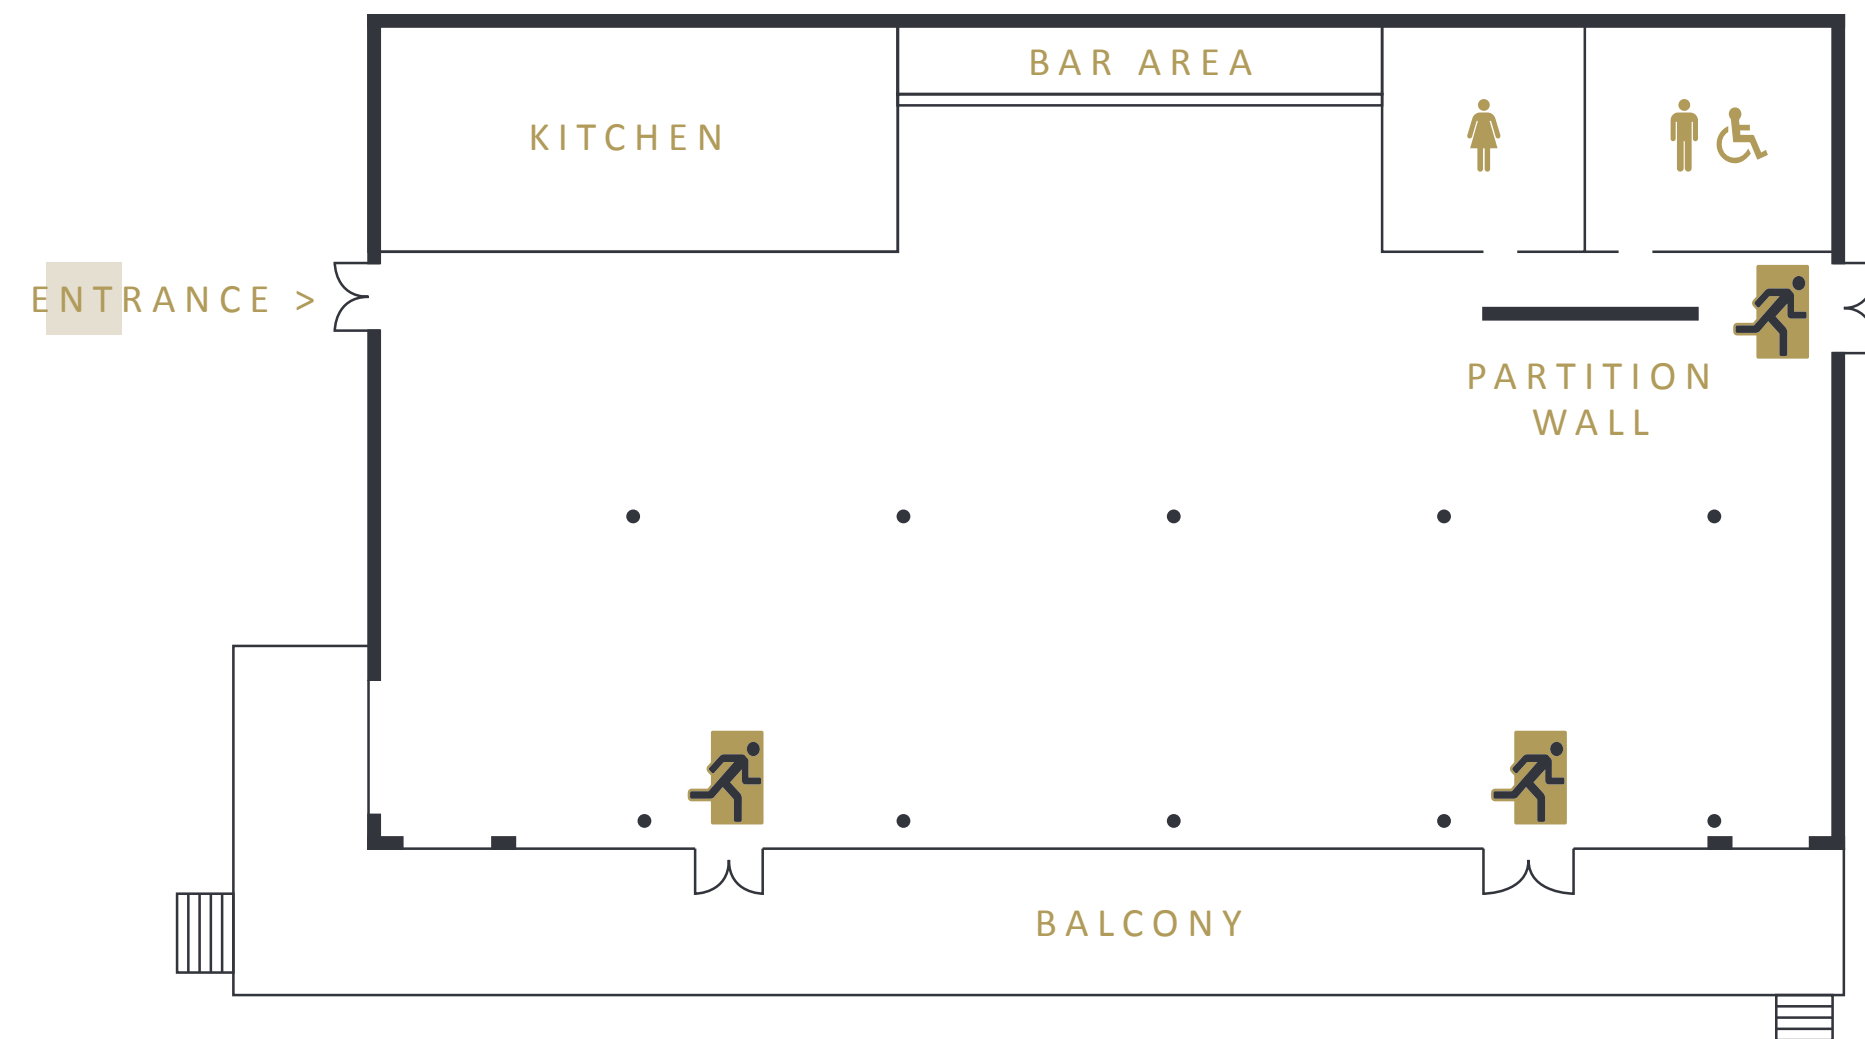 BAR AREA
KITCHEN
ENTRANCE >
PARTITION
WALL
BALCONY